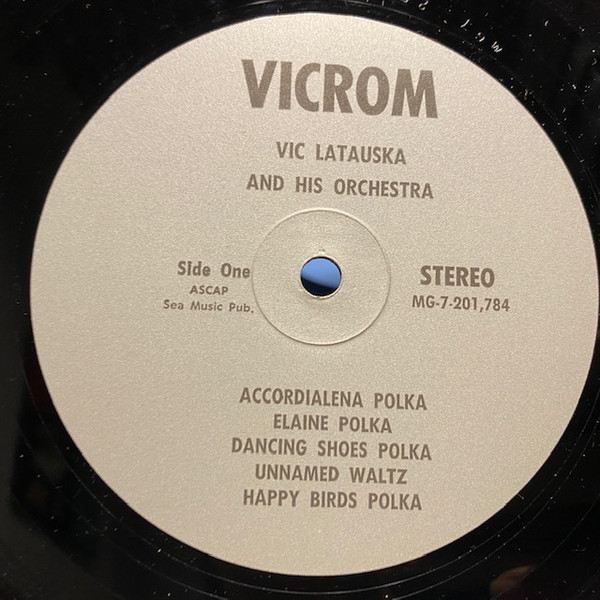 VICROM
VIC LATAUSKA
AND HIS ORCHESTRA
Side One
ASCAP
Sea Music Pub.
STEREO
MG-7-201,784
ACCORDIALENA POLKA
ELAINE POLKA
DANCING SHOES POLKA
UNNAMED WALTZ
HAPPY BIRDS POLKA